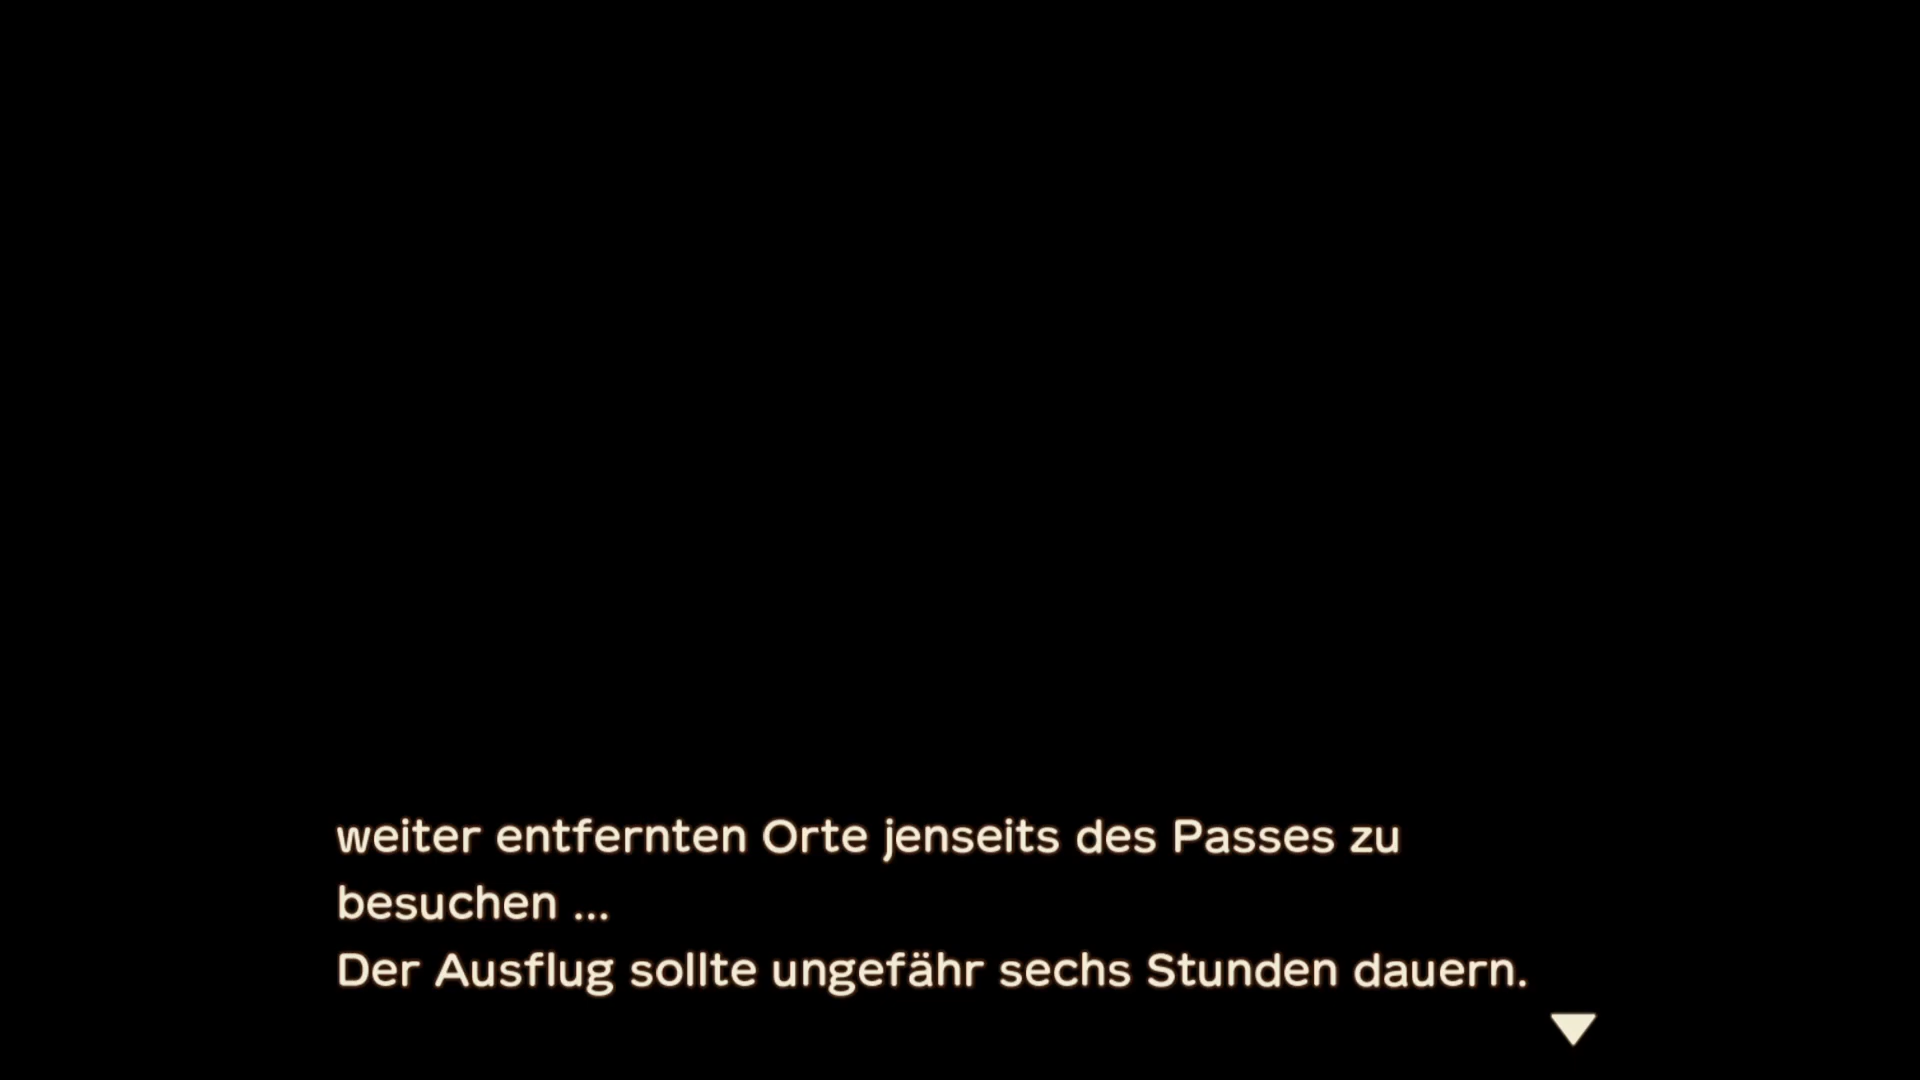 weiter entfernten Orte jenseits des Passes zu
besuchen ...
Der Ausflug sollte ungefähr sechs Stunden dauern.